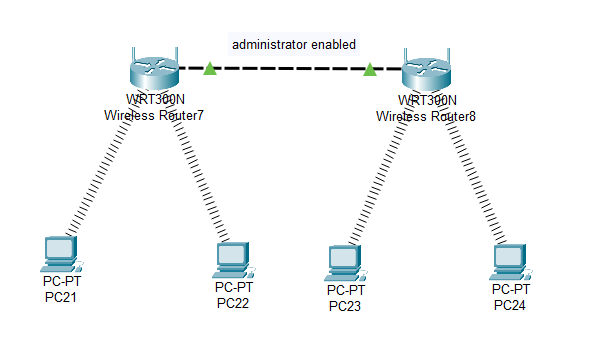 administrator enabled
WRT300N
Wireless Router7
WRT300N
Wireless Router8
PC-PT
PC21
PC-PT
PC22
PC-PT
PC23
PC-PT
PC24